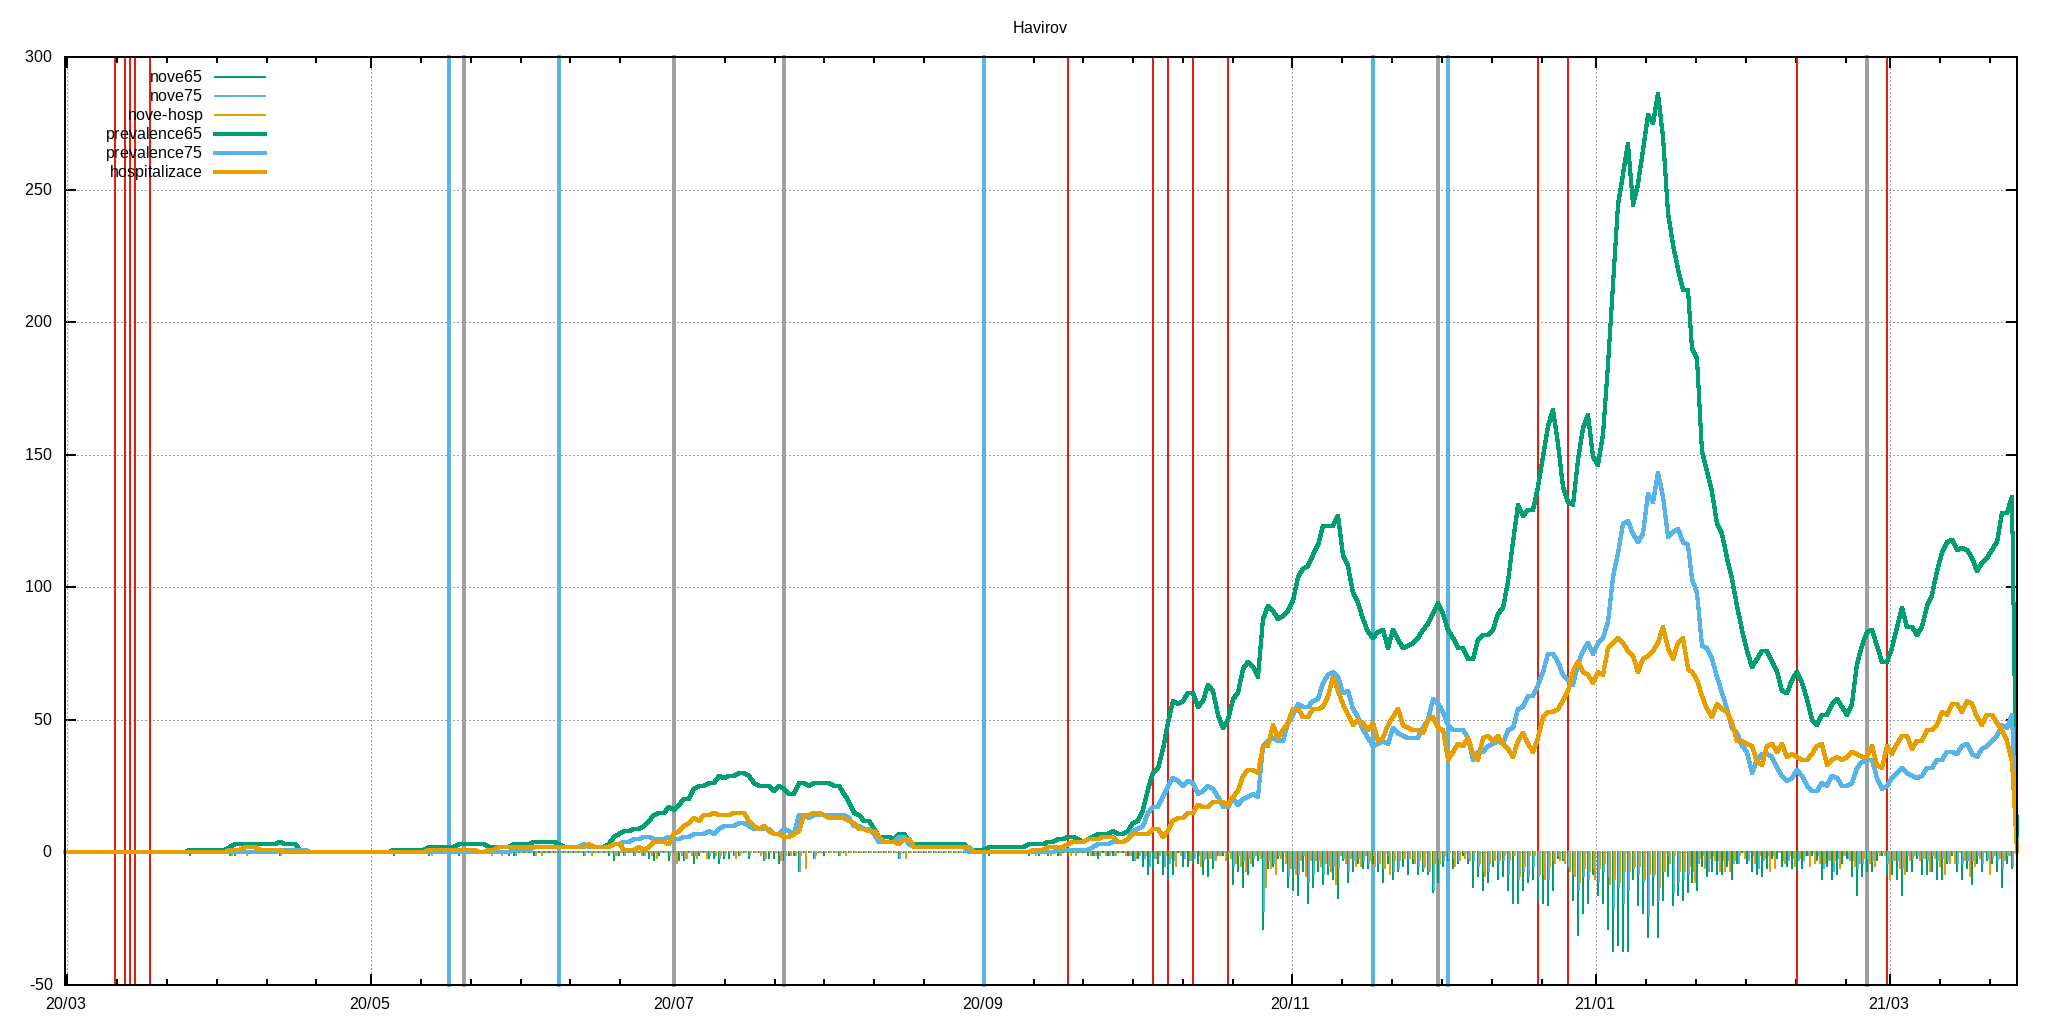 Havirov
300
nove65
nove75
nove-hosp
prevalence65
prevalence75
hospitalizace
250
200
150
100
50
0
-50
20/03 20/05 20/07 20/09 20/11 21/01 21/03